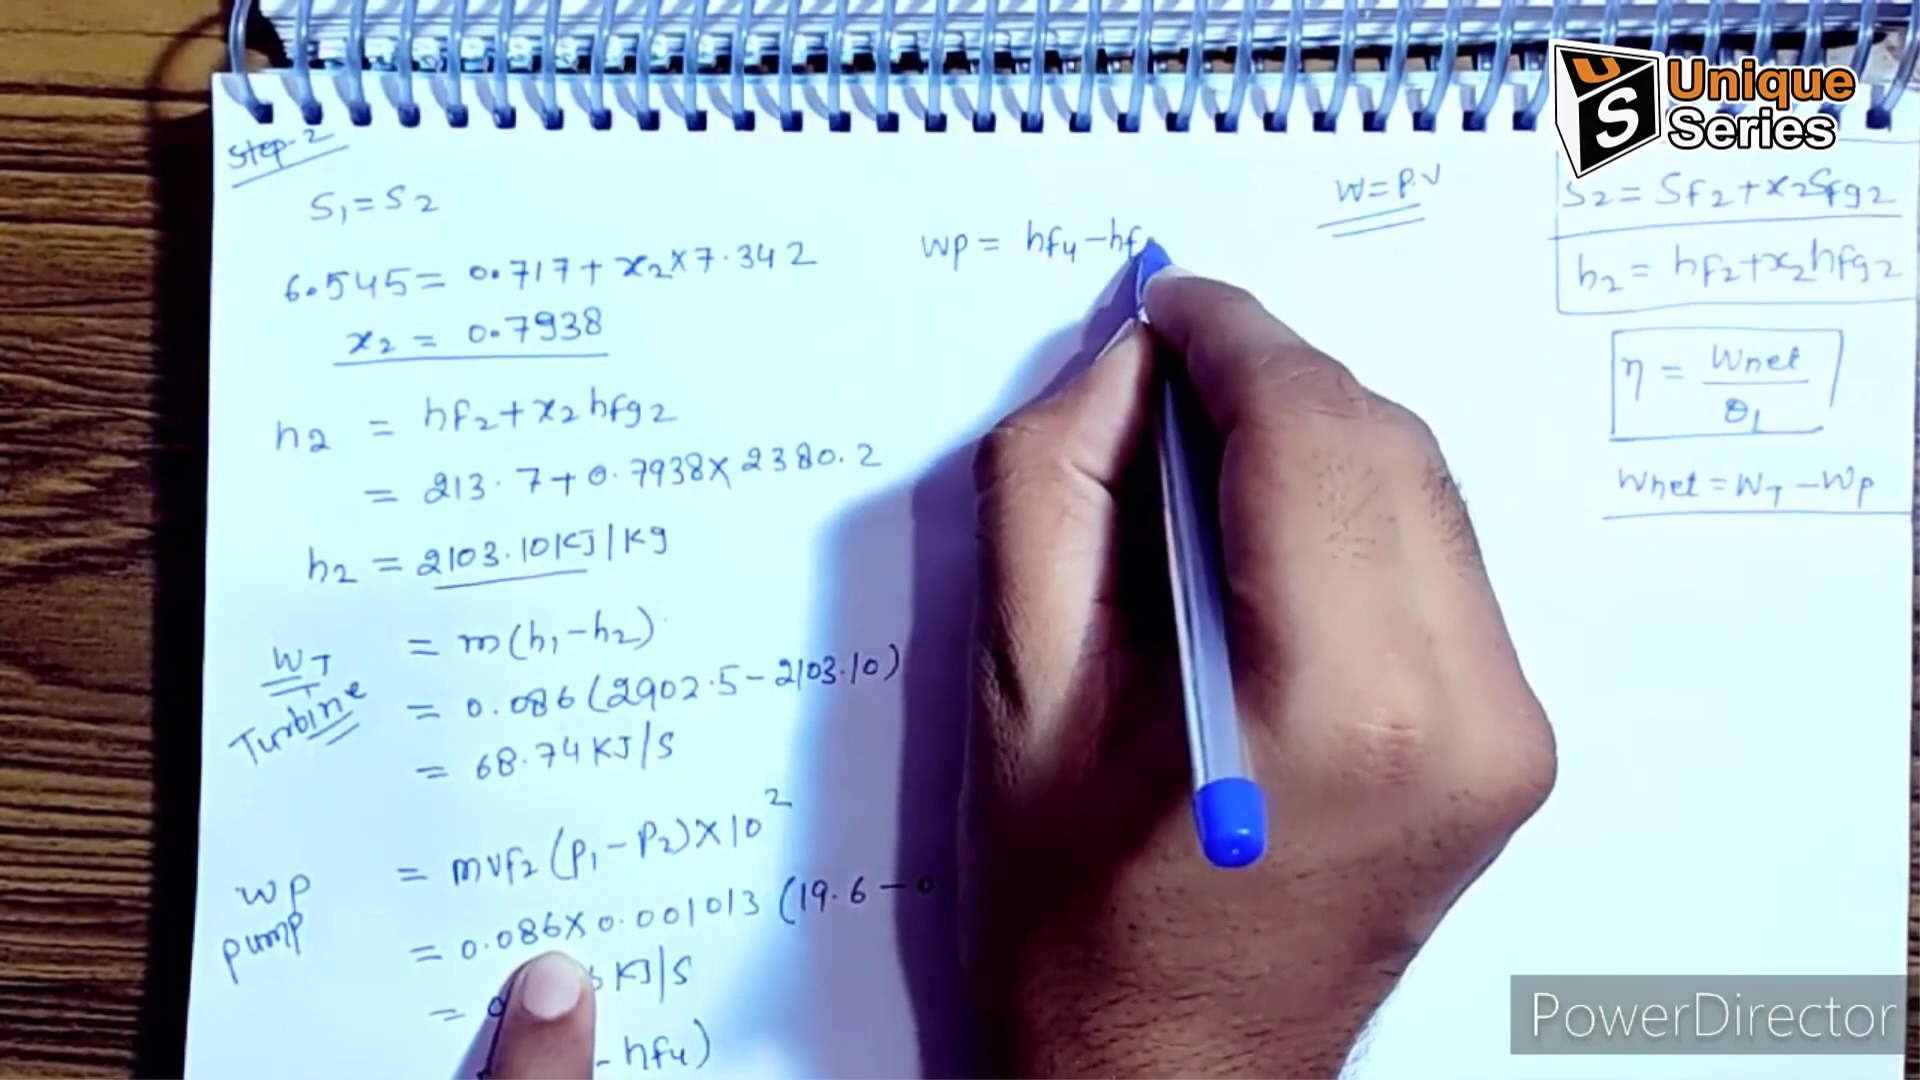 Step-2
S1 = S2
6.545 = 0.717 + x2 × 7.342
x2 = 0.7938
h2 = hf2 + x2 hfg2
= 213.7 + 0.7938 × 2380.2
h2 = 2103.10 KJ/Kg
WT Turbine = m(h1 - h2)
= 0.086 (2902.5 - 2103.10)
= 68.74 KJ/S
WP pump = mvf2 (P1 - P2) × 10^2
= 0.086 × 0.001013 (19.6 - 0
= 0 KJ/S
- hf4)
WP = hf4 - hf
W = P.V
U S Unique Series
S2 = Sf2 + x2 Sfg2
h2 = hf2 + x2 hfg2
η = Wnet / Q1
Wnet = WT - WP
PowerDirector